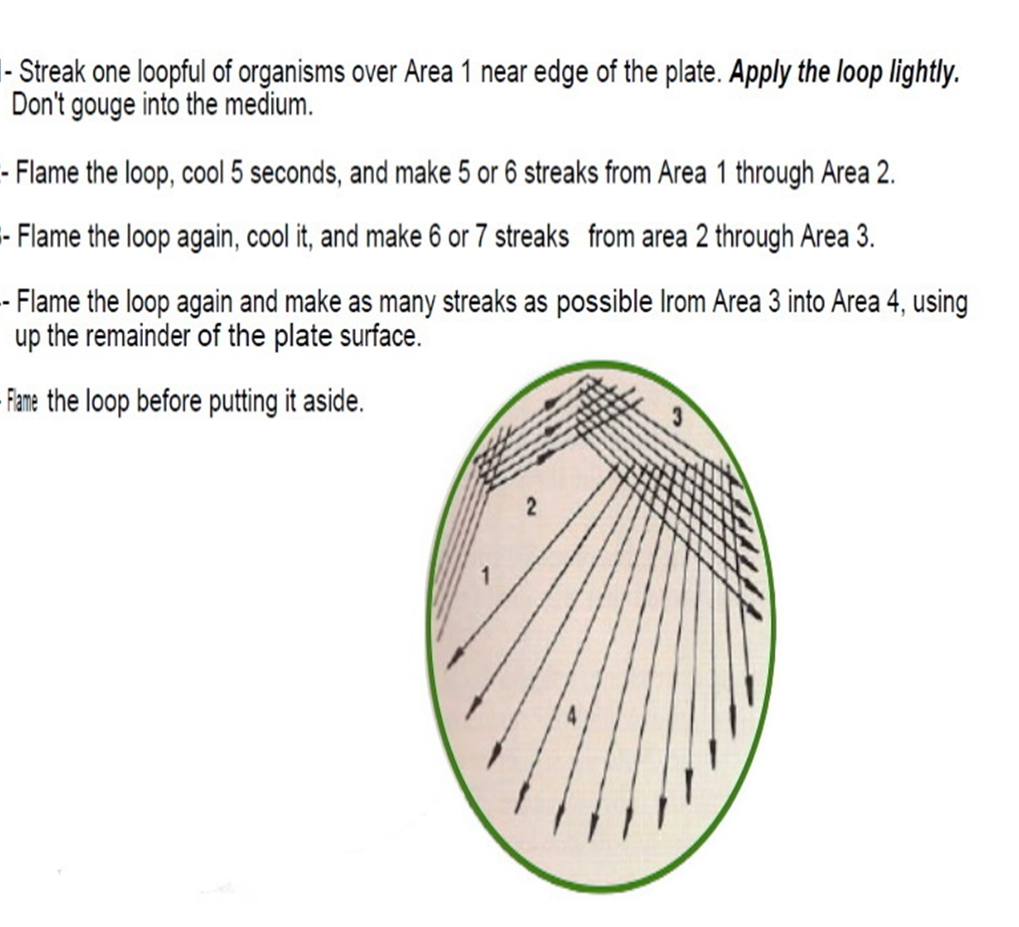 - Streak one loopful of organisms over Area 1 near edge of the plate. Apply the loop lightly.
Don't gouge into the medium.
- Flame the loop, cool 5 seconds, and make 5 or 6 streaks from Area 1 through Area 2.
- Flame the loop again, cool it, and make 6 or 7 streaks from area 2 through Area 3.
- Flame the loop again and make as many streaks as possible Irom Area 3 into Area 4, using
up the remainder of the plate surface.
- Flame the loop before putting it aside.
3
2
1
4